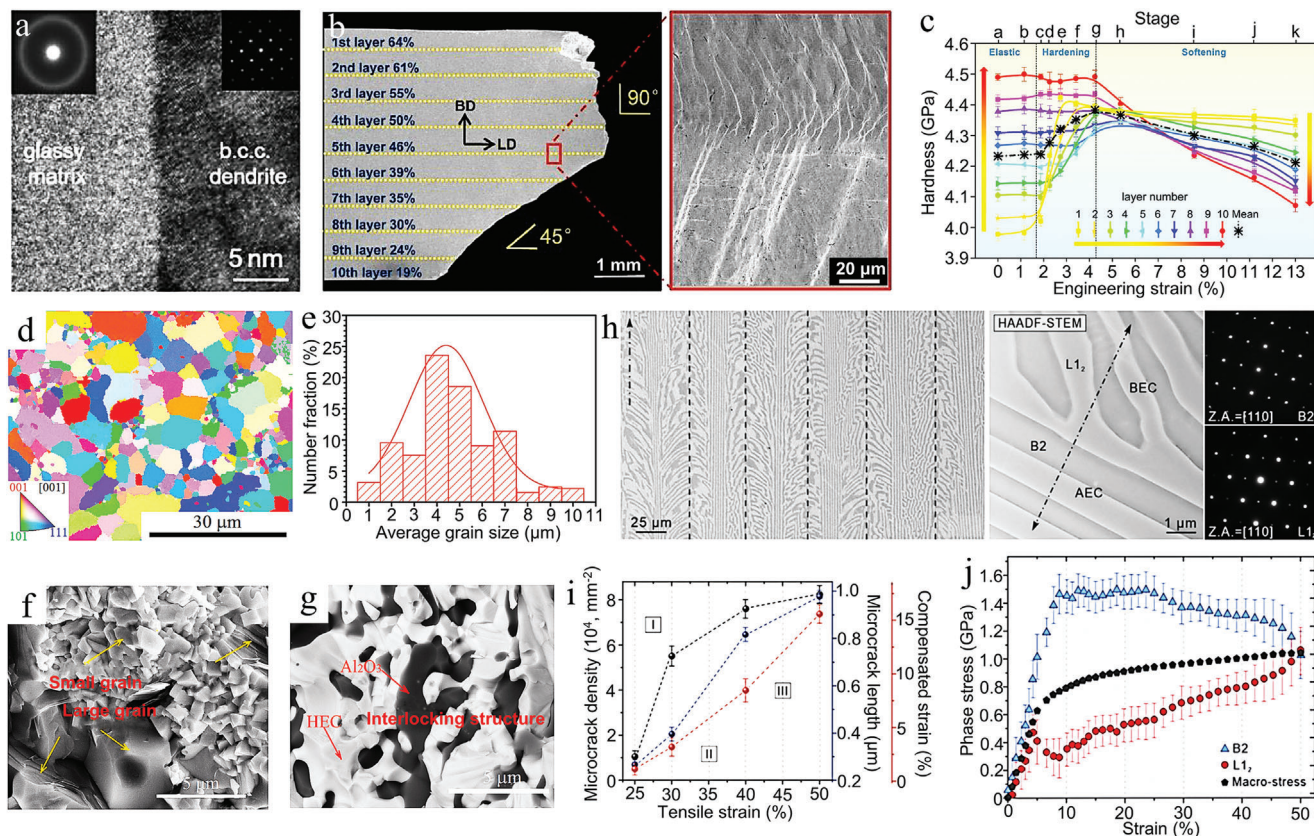 a
glassy
matrix
b.c.c.
dendrite
5 nm
b
1st layer 64%
2nd layer 61%
3rd layer 55%
4th layer 50%
5th layer 46%
6th layer 39%
7th layer 35%
8th layer 30%
9th layer 24%
10th layer 19%
BD
LD
90°
45°
1 mm
20 µm
c
Stage
a b c d e f g h i j k
Elastic Hardening Softening
Hardness (GPa)
4.6
4.5
4.4
4.3
4.2
4.1
4.0
3.9
layer number
1 2 3 4 5 6 7 8 9 10 Mean
0 1 2 3 4 5 6 7 8 9 10 11 12 13
Engineering strain (%)
d
001 [001]
101 111
30 µm
e
Number fraction (%)
30
25
20
15
10
5
0
0 1 2 3 4 5 6 7 8 9 10 11
Average grain size (µm)
h
25 µm
HAADF-STEM
L1₂
BEC
B2
AEC
1 µm
Z.A.=[110] B2
Z.A.=[110] L1₂
f
Small grain
Large grain
5 µm
g
Al₂O₃
HEC
Interlocking structure
5 µm
i
Microcrack density (10⁴, mm⁻²)
8
6
4
2
0
I
II
III
25 30 35 40 45 50
Tensile strain (%)
1.0
0.8
0.6
0.4
0.2
Microcrack length (µm)
15
10
5
0
Compensated strain (%)
j
Phase stress (GPa)
1.6
1.4
1.2
1.0
0.8
0.6
0.4
0.2
0
B2
L1₂
Macro-stress
0 10 20 30 40 50
Strain (%)